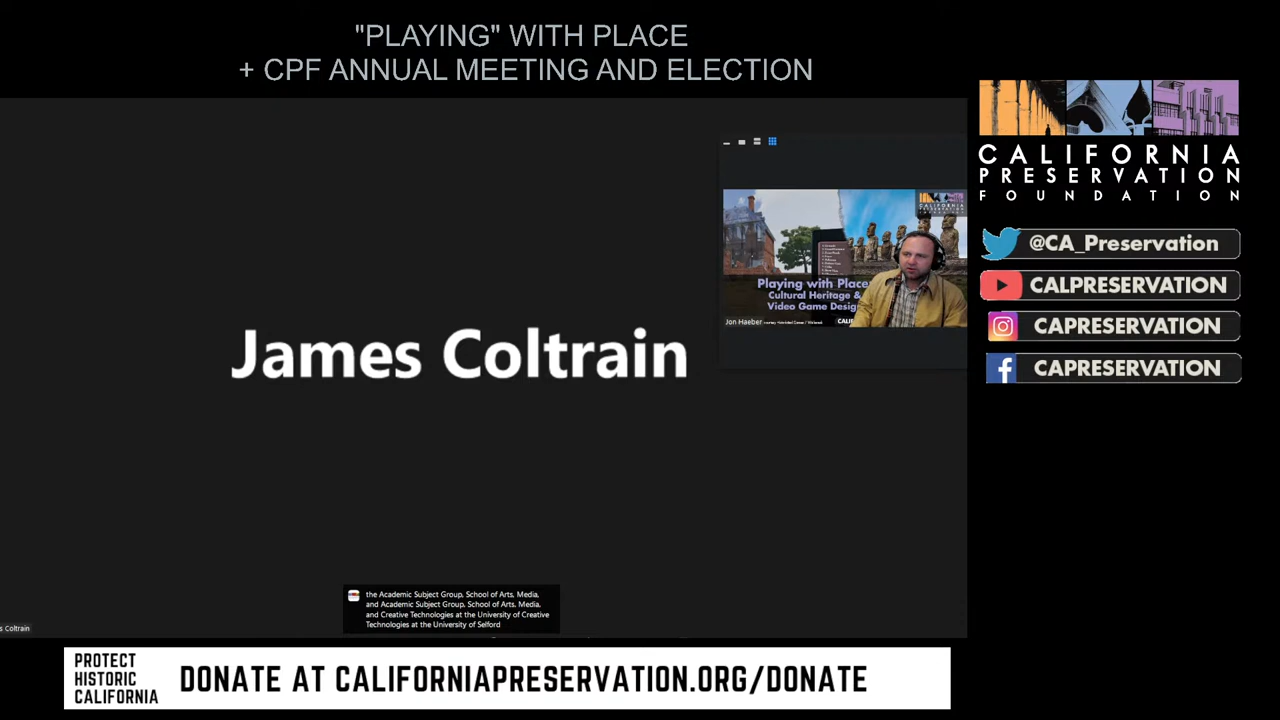 "PLAYING" WITH PLACE
+ CPF ANNUAL MEETING AND ELECTION
CALIFORNIA
PRESERVATION
FOUNDATION
@CA_Preservation
CALPRESERVATION
CAPRESERVATION
CAPRESERVATION
James Coltrain
Playing with Place
Cultural Heritage &
Video Game Desig
Jon Haeber
CALIF
the Academic Subject Group, School of Arts, Media,
and Academic Subject Group, School of Arts, Media,
and Creative Technologies at the University of Creative
Technologies at the University of Selford
s Coltrain
PROTECT
HISTORIC
CALIFORNIA
DONATE AT CALIFORNIAPRESERVATION.ORG/DONATE